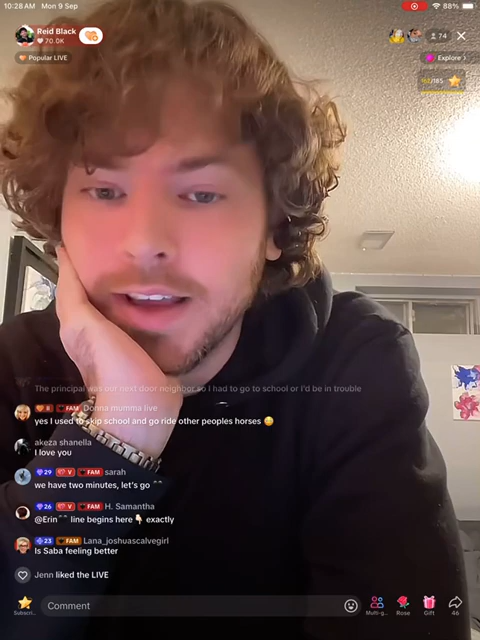 10:28 AM Mon 9 Sep
88%
Reid Black
70.0K
74
Popular LIVE
Explore
/185
The principal was our next door neighbor so I had to go to school or I'd be in trouble
8 FAM Donna mumma live
yes I used to skip school and go ride other peoples horses 😊
akeza shanella
I love you
29 V FAM sarah
we have two minutes, let's go
26 V FAM H. Samantha
@Erin line begins here 👇🏻 exactly
23 FAM Lana_joshuascalvegirl
Is Saba feeling better
Jenn liked the LIVE
Subscri...
Comment
Multi-g...
Rose
Gift
46